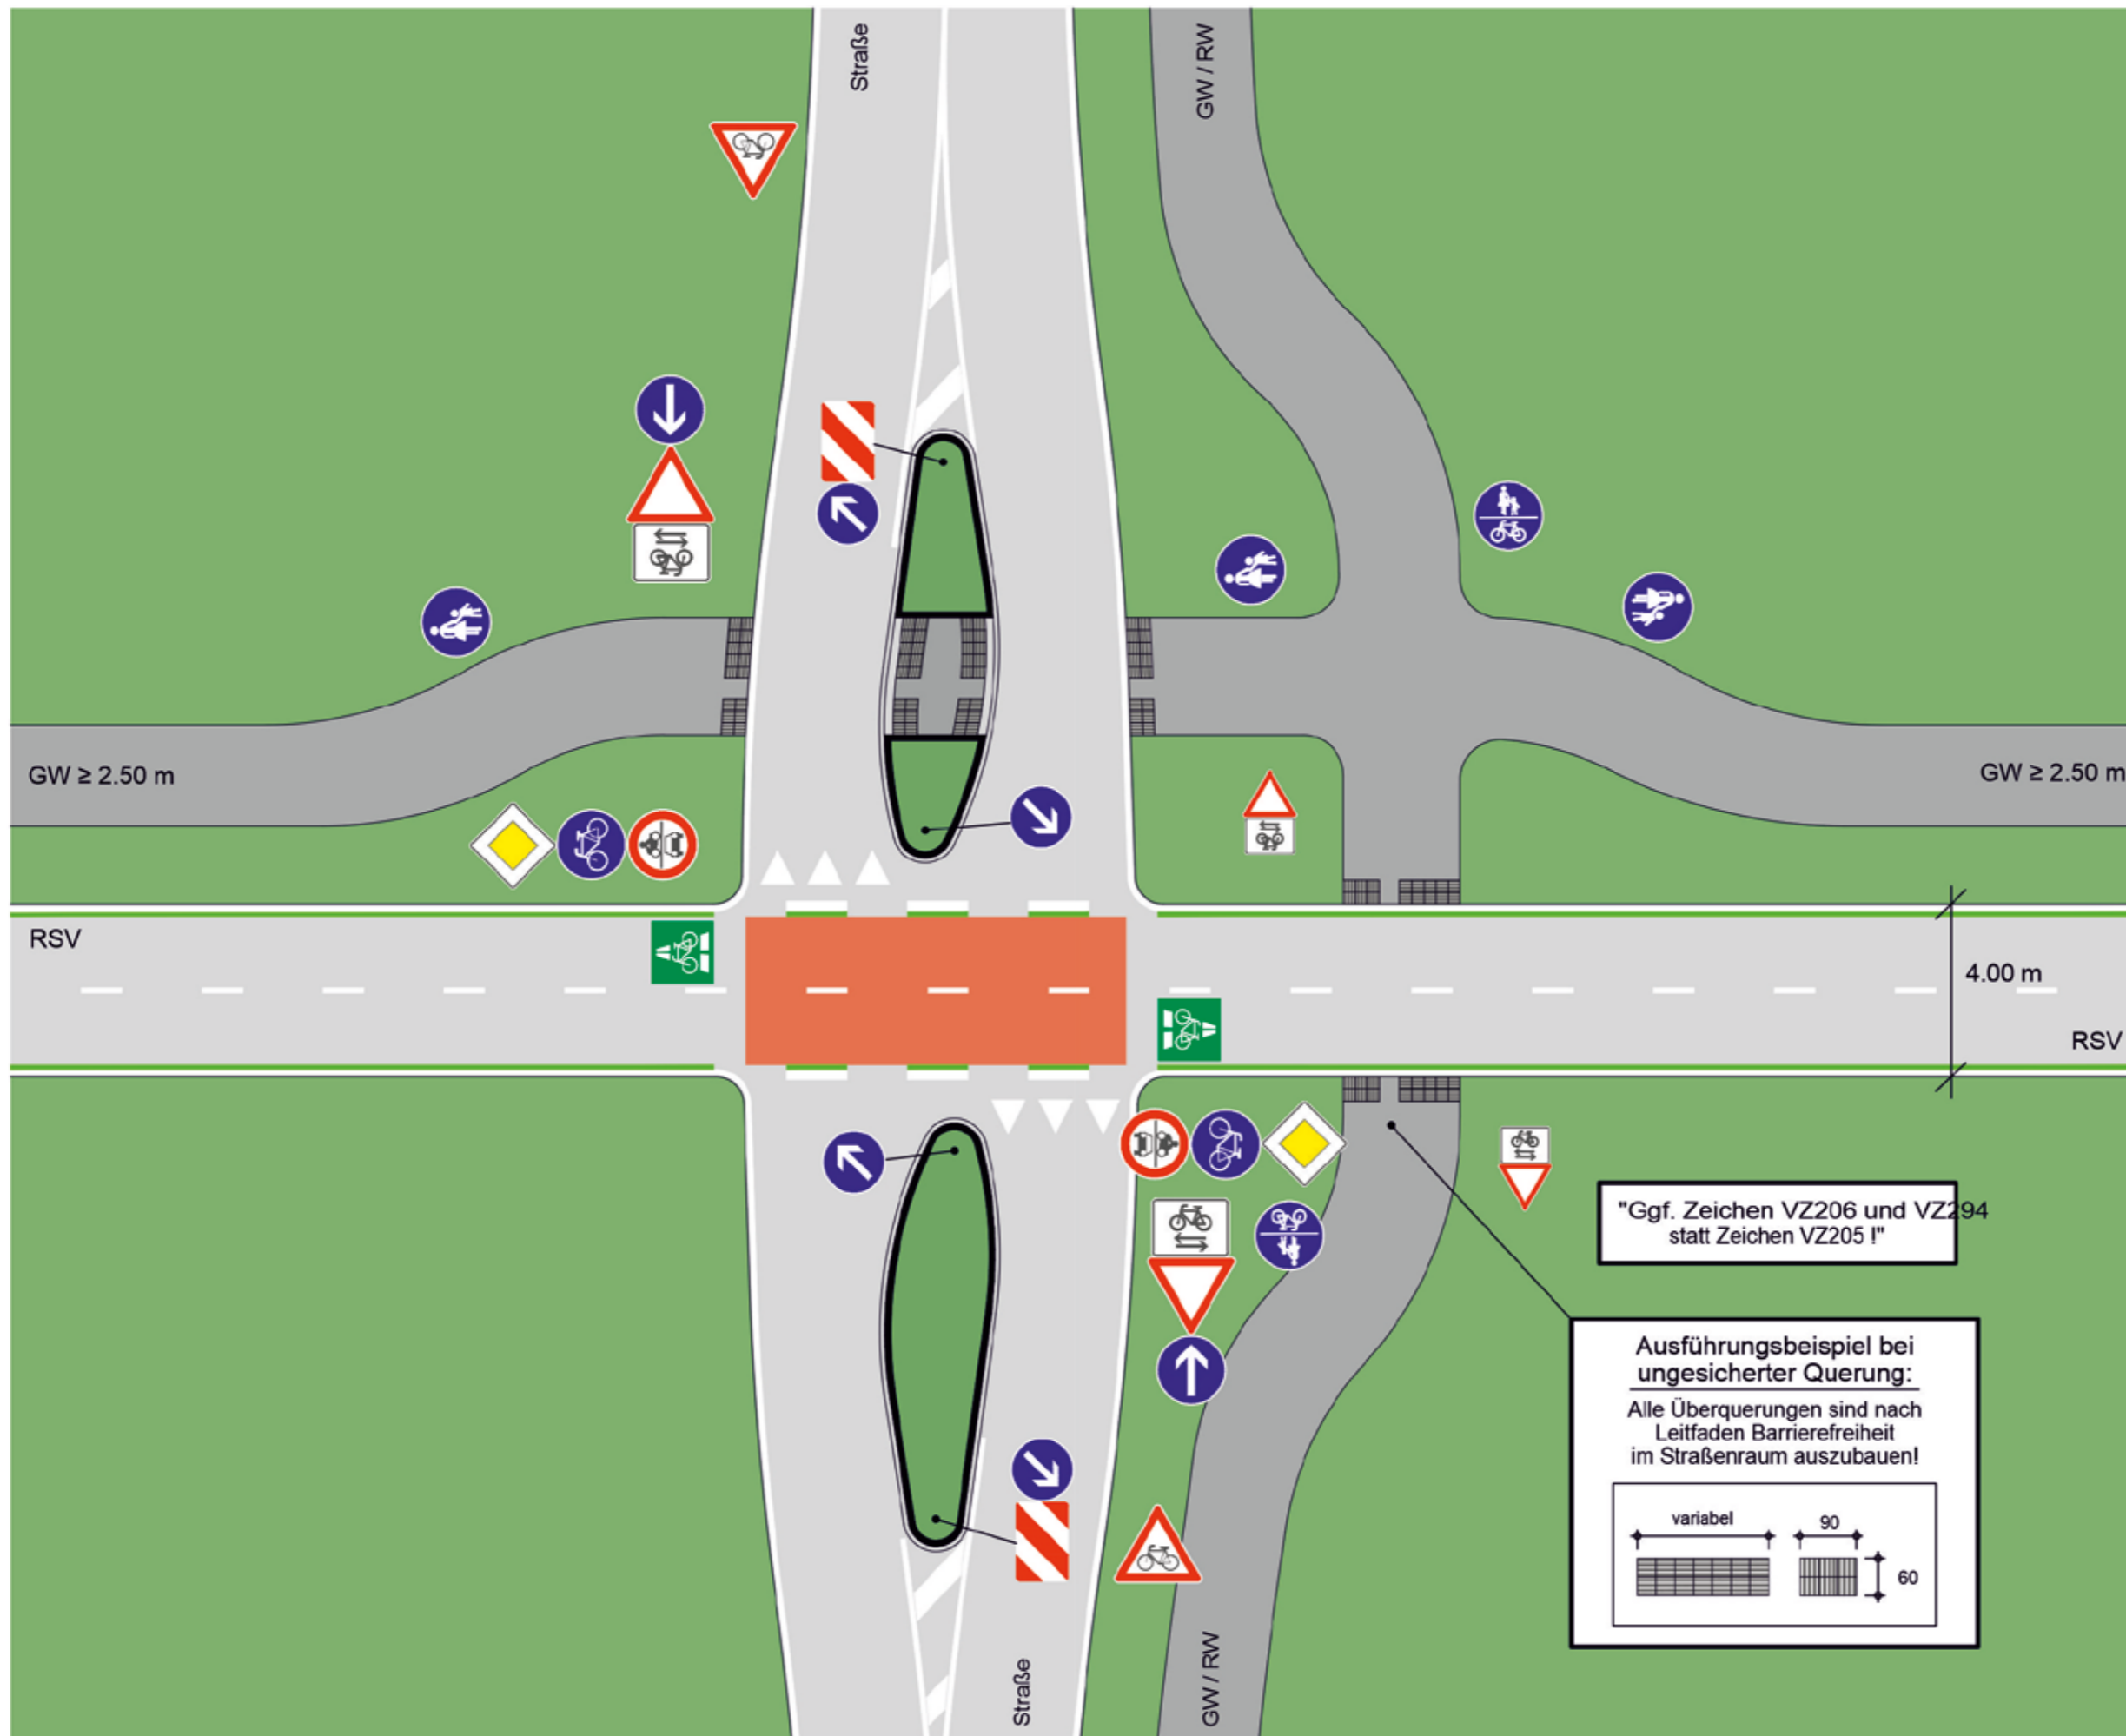 Straße
GW / RW
GW ≥ 2.50 m
GW ≥ 2.50 m
RSV
4.00 m
RSV
"Ggf. Zeichen VZ206 und VZ294
statt Zeichen VZ205 !"
Ausführungsbeispiel bei
ungesicherter Querung:
Alle Überquerungen sind nach
Leitfaden Barrierefreiheit
im Straßenraum auszubauen!
variabel
90
60
Straße
GW / RW